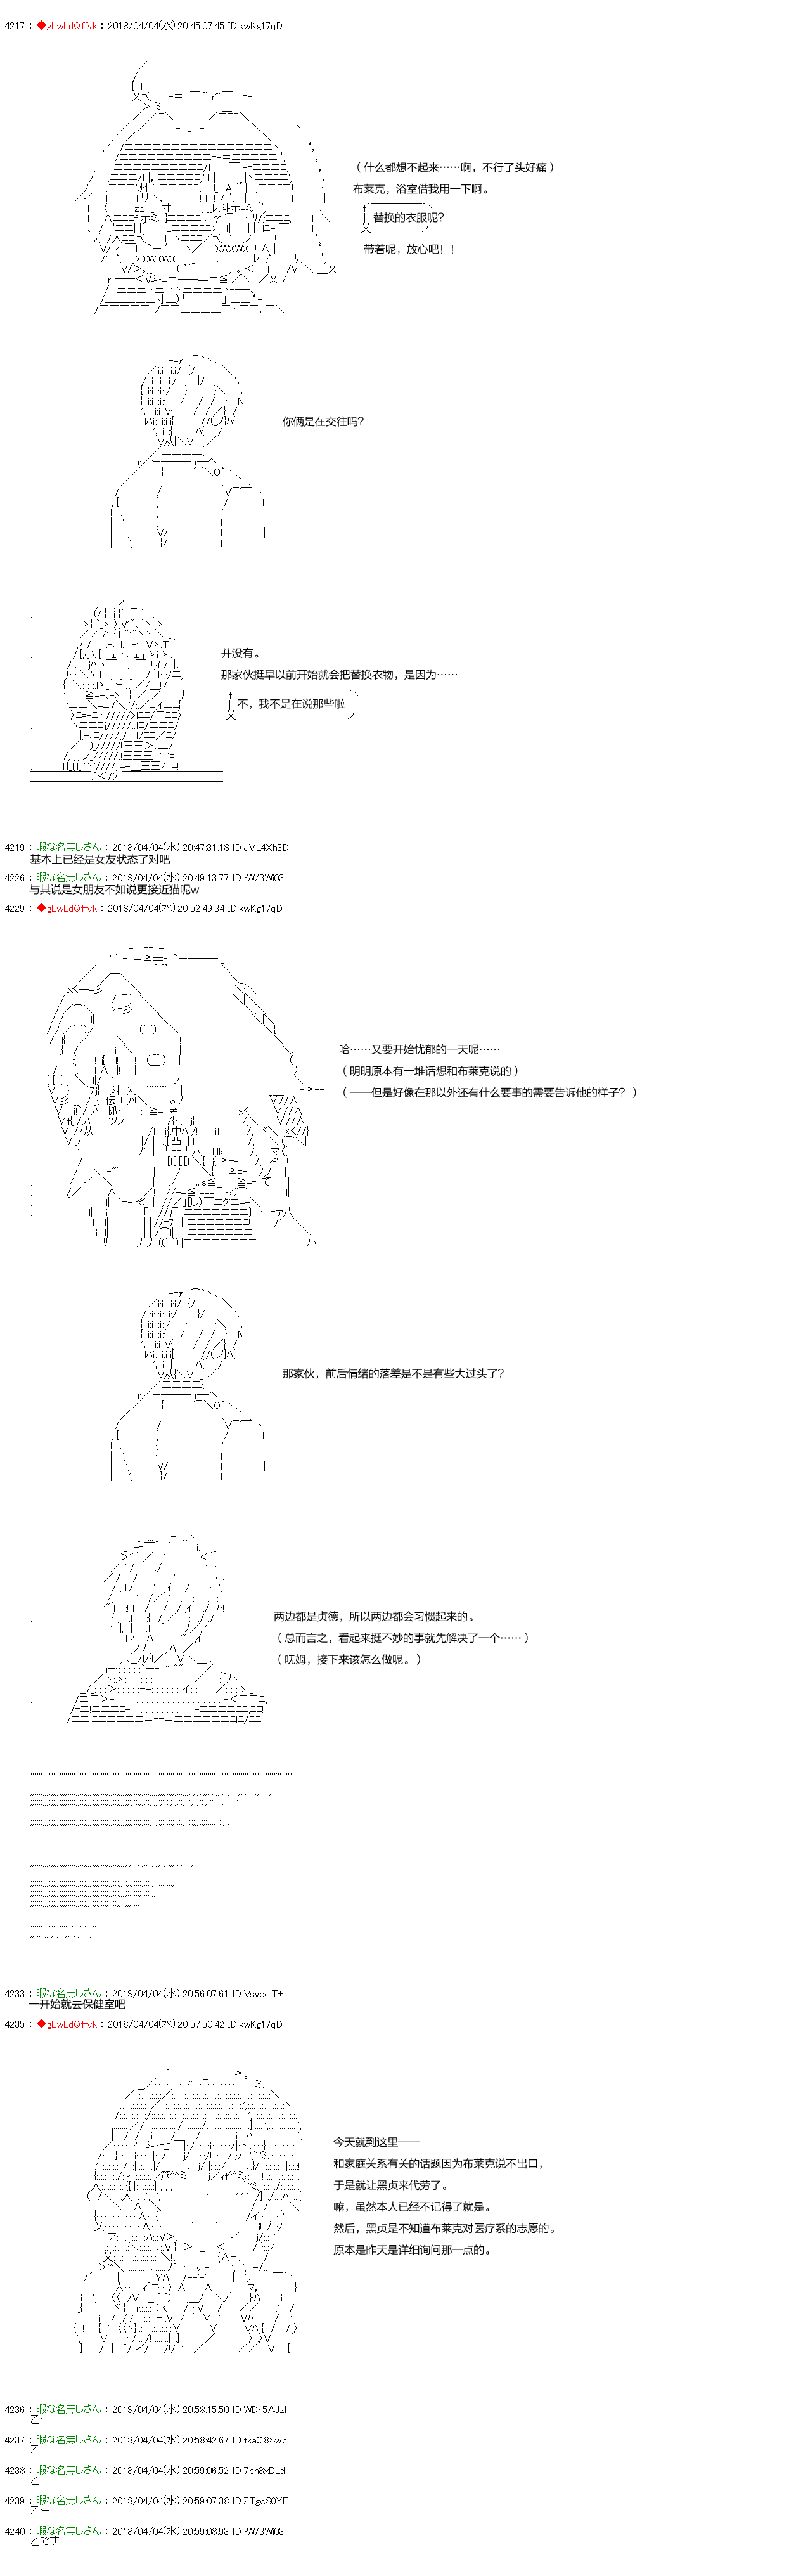 4217 : ◆gLwLdQffvk : 2018/04/04(水) 20:45:07.45 ID:kwKg17qD
（什么都想不起来……啊，不行了头好痛）
布莱克，浴室借我用一下啊。
替换的衣服呢？
带着呢，放心吧！！
你俩是在交往吗？
并没有。
那家伙挺早以前开始就会把替换衣物，是因为……
不，我不是在说那些啦
4219 : 暇な名無しさん : 2018/04/04(水) 20:47:31.18 ID:JVL4Xh3D
基本上已经是女友状态了对吧
4226 : 暇な名無しさん : 2018/04/04(水) 20:49:13.77 ID:rW/3Wi03
与其说是女朋友不如说更接近猫呢w
4229 : ◆gLwLdQffvk : 2018/04/04(水) 20:52:49.34 ID:kwKg17qD
哈……又要开始忧郁的一天呢……
（明明原本有一堆话想和布莱克说的）
（——但是好像在那以外还有什么要事的需要告诉他的样子？）
那家伙，前后情绪的落差是不是有些大过头了？
两边都是贞德，所以两边都会习惯起来的。
（总而言之，看起来挺不妙的事就先解决了一个……）
（呒姆，接下来该怎么做呢。）
4233 : 暇な名無しさん : 2018/04/04(水) 20:56:07.61 ID:VsyociT+
一开始就去保健室吧
4235 : ◆gLwLdQffvk : 2018/04/04(水) 20:57:50.42 ID:kwKg17qD
今天就到这里——
和家庭关系有关的话题因为布莱克说不出口，
于是就让黑贞来代劳了。
嘛，虽然本人已经不记得了就是。
然后，黑贞是不知道布莱克对医疗系的志愿的。
原本是昨天是详细询问那一点的。
4236 : 暇な名無しさん : 2018/04/04(水) 20:58:15.50 ID:WDh5AJzI
乙ー
4237 : 暇な名無しさん : 2018/04/04(水) 20:58:42.67 ID:tkaQ8Swp
乙
4238 : 暇な名無しさん : 2018/04/04(水) 20:59:06.52 ID:7bh8xDLd
乙
4239 : 暇な名無しさん : 2018/04/04(水) 20:59:07.38 ID:ZTgcS0YF
乙ー
4240 : 暇な名無しさん : 2018/04/04(水) 20:59:08.93 ID:rW/3Wi03
乙です